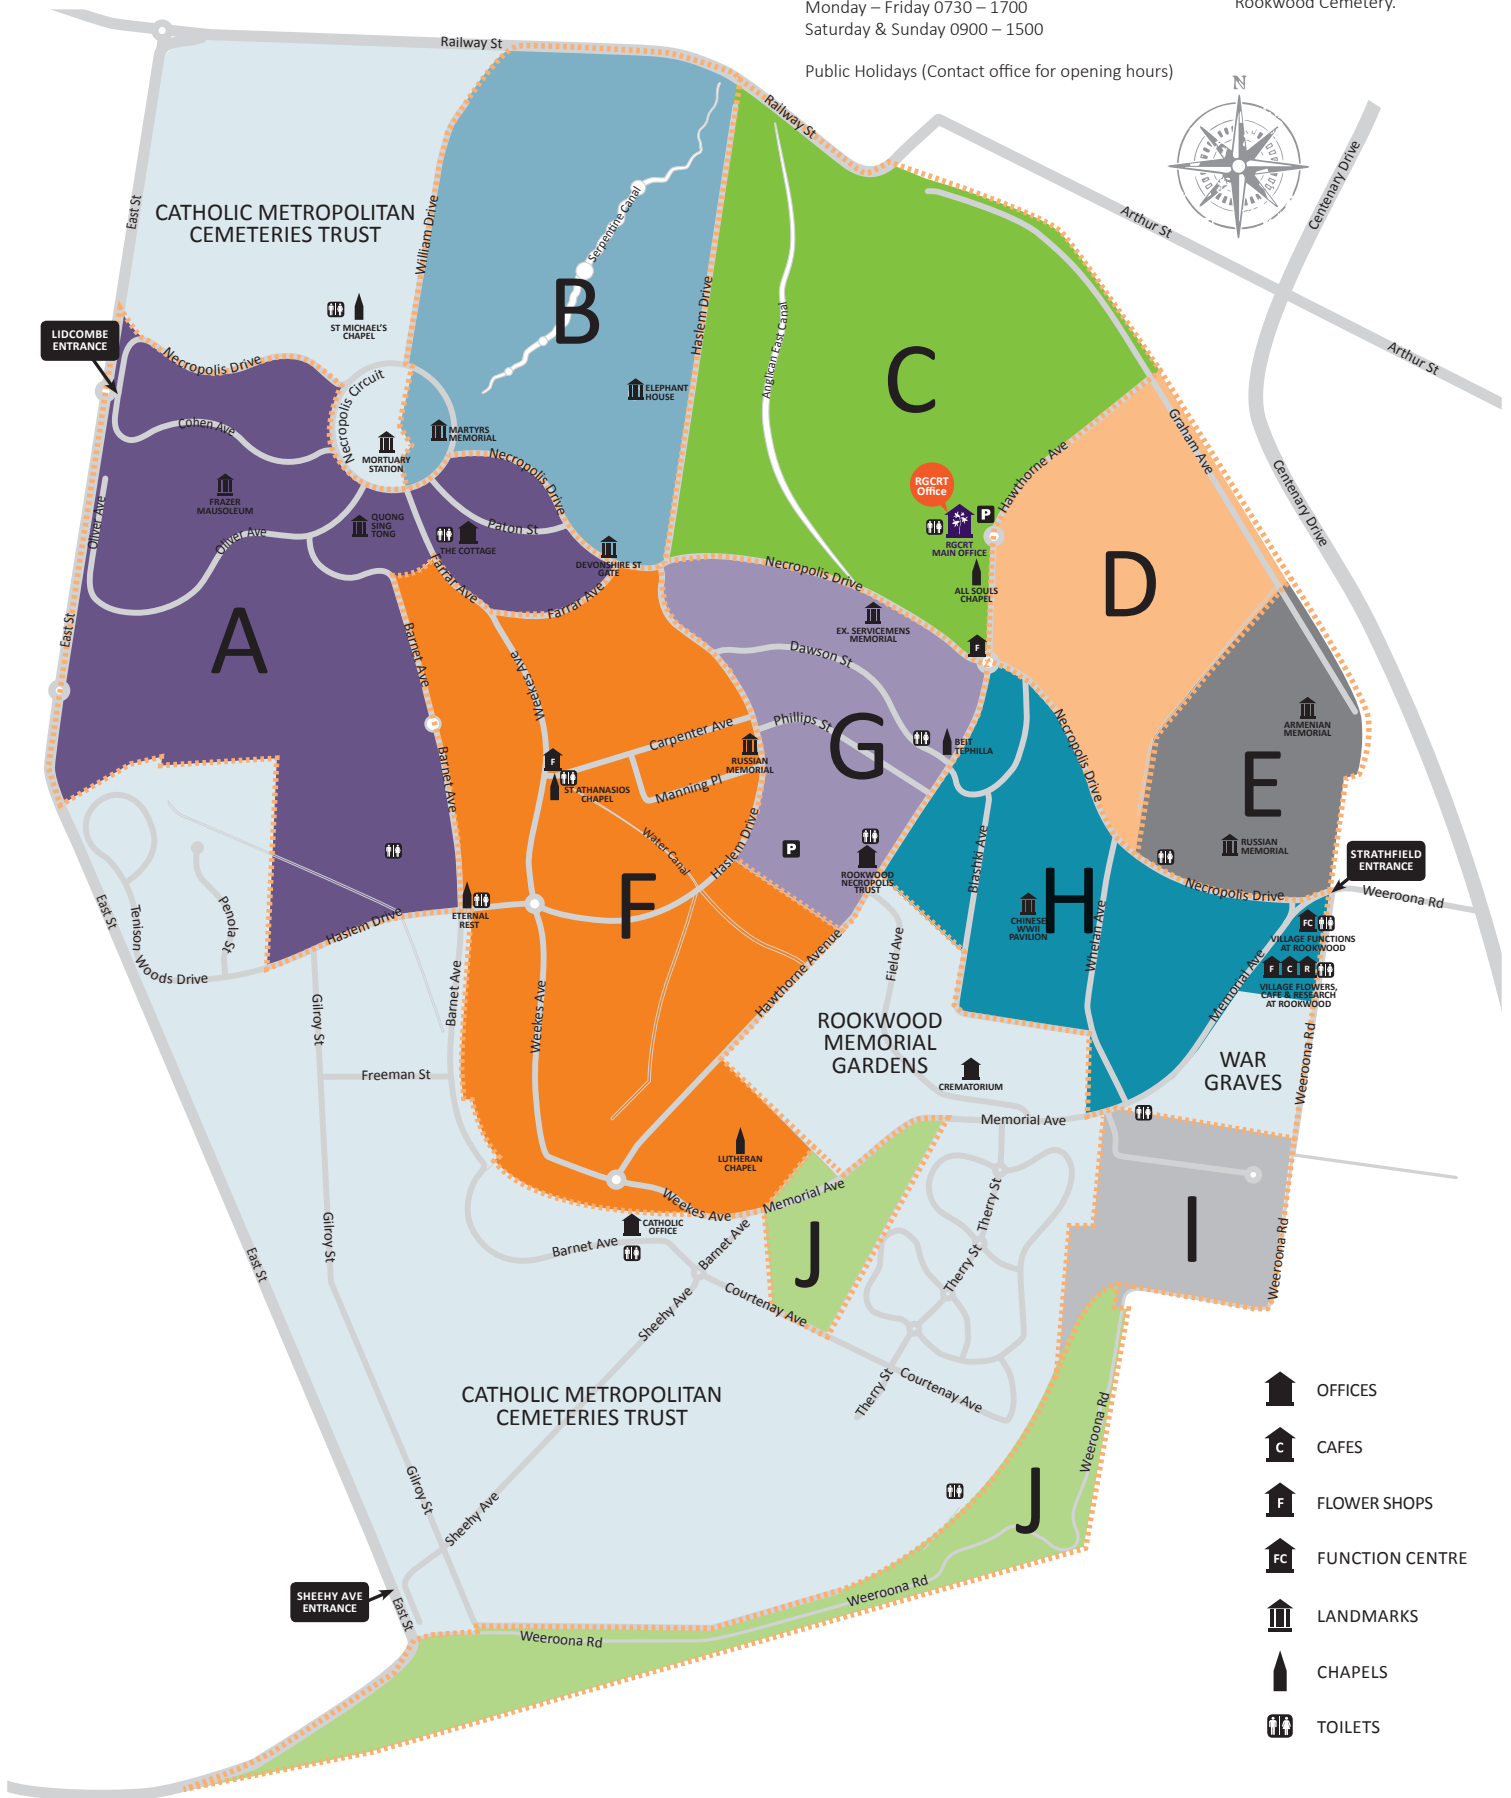 Monday – Friday 0730 – 1700
Saturday & Sunday 0900 – 1500
Rookwood Cemetery.
Public Holidays (Contact office for opening hours)
N
Railway St
Railway St
Arthur St
Arthur St
Centenary Drive
Centenary Drive
East St
CATHOLIC METROPOLITAN
CEMETERIES TRUST
William Drive
Serpentine Canal
B
Haslem Drive
Anglican East Canal
C
ST MICHAEL'S
CHAPEL
LIDCOMBE
ENTRANCE
Necropolis Drive
Necropolis Circuit
ELEPHANT
HOUSE
Cohen Ave
MORTUARY
STATION
MARTYRS
MEMORIAL
Necropolis Drive
Graham Ave
Hawthorne Ave
RGCRT
Office
P
RGCRT
MAIN OFFICE
FRAZER
MAUSOLEUM
Oliver Ave
Oliver Ave
QUONG
SING
TONG
THE COTTAGE
Paton St
DEVONSHIRE ST
GATE
Farrar Ave
Farrar Ave
Necropolis Drive
ALL SOULS
CHAPEL
D
EX. SERVICEMENS
MEMORIAL
F
East St
A
Barnet Ave
Weekes Ave
Dawson St
Phillips St
G
BEIT
TEPHILLA
Necropolis Drive
ARMENIAN
MEMORIAL
E
RUSSIAN
MEMORIAL
Barnet Ave
Carpenter Ave
RUSSIAN
MEMORIAL
F
ST ATHANASIOS
CHAPEL
Manning Pl
Water Canal
Haslem Drive
P
ROOKWOOD
NECROPOLIS
TRUST
Blashki Ave
H
CHINESE
WWII
PAVILION
Whelan Ave
STRATHFIELD
ENTRANCE
Necropolis Drive
Weeroona Rd
FC
VILLAGE FUNCTIONS
AT ROOKWOOD
F C R
VILLAGE FLOWERS,
CAFE & RESEARCH
AT ROOKWOOD
Memorial Ave
F
ETERNAL
REST
Haslem Drive
East St
Tenison
Woods Drive
Penola St
Gilroy St
Barnet Ave
Weekes Ave
Hawthorne Avenue
Field Ave
ROOKWOOD
MEMORIAL
GARDENS
CREMATORIUM
WAR
GRAVES
Weeroona Rd
Freeman St
Memorial Ave
LUTHERAN
CHAPEL
Weekes Ave
Memorial Ave
J
I
Weeroona Rd
Therry St
Therry St
Gilroy St
CATHOLIC
OFFICE
Barnet Ave
Barnet Ave
East St
Sheehy Ave
Courtenay Ave
Therry St
Courtenay Ave
CATHOLIC METROPOLITAN
CEMETERIES TRUST
Weeroona Rd
J
Gilroy St
Sheehy Ave
SHEEHY AVE
ENTRANCE
East St
Weeroona Rd
Weeroona Rd
OFFICES
C CAFES
F FLOWER SHOPS
FC FUNCTION CENTRE
LANDMARKS
CHAPELS
TOILETS